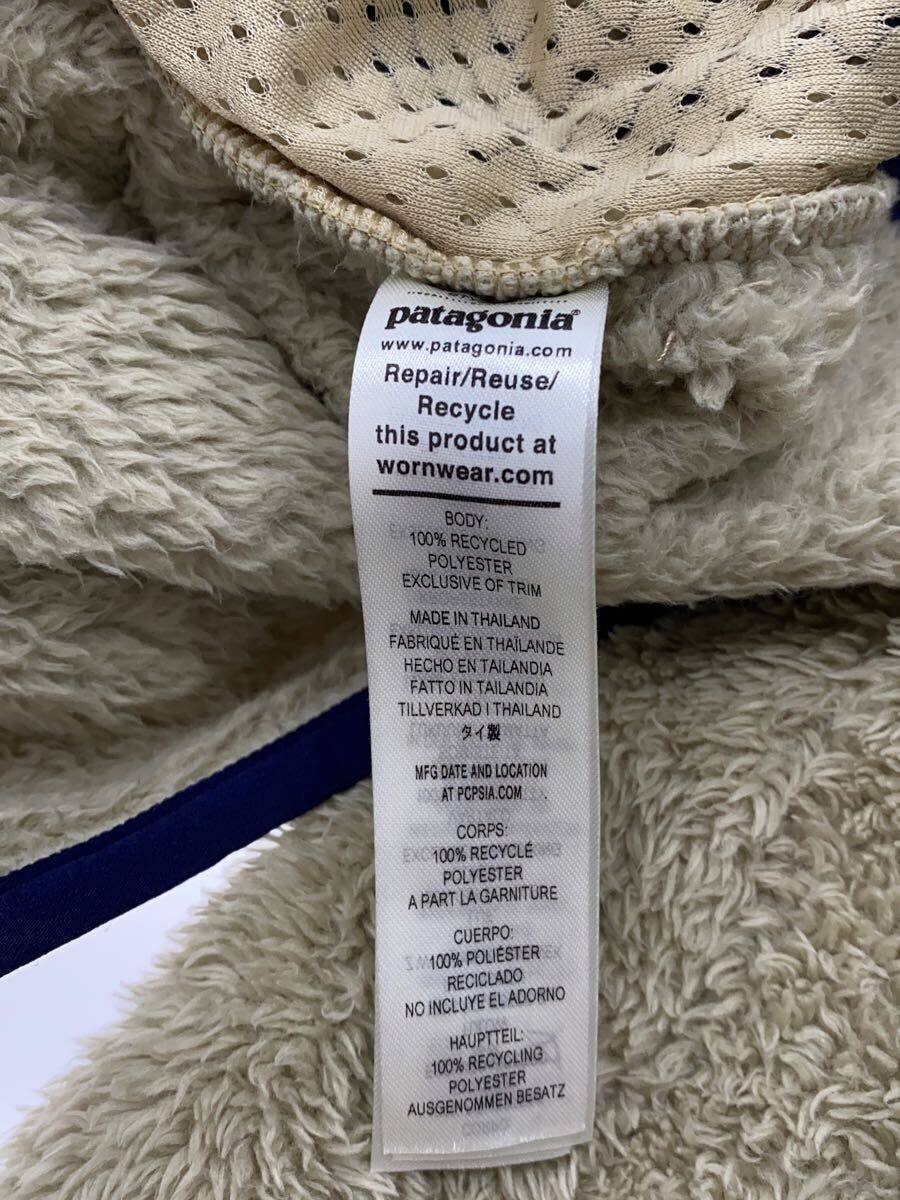 patagonia®
www.patagonia.com
Repair/Reuse/
Recycle
this product at
wornwear.com
BODY:
100% RECYCLED
POLYESTER
EXCLUSIVE OF TRIM
MADE IN THAILAND
FABRIQUÉ EN THAÏLANDE
HECHO EN TAILANDIA
FATTO IN TAILANDIA
TILLVERKAD I THAILAND
タイ製
MFG DATE AND LOCATION
AT PCPSIA.COM .
CORPS:
100% RECYCLÉ
POLYESTER
A PART LA GARNITURE
CUERPO:
100% POLIÉSTER
RECICLADO
NO INCLUYE EL ADORNO
HAUPTTEIL:
100% RECYCLING
POLYESTER
AUSGENOMMEN BESATZ